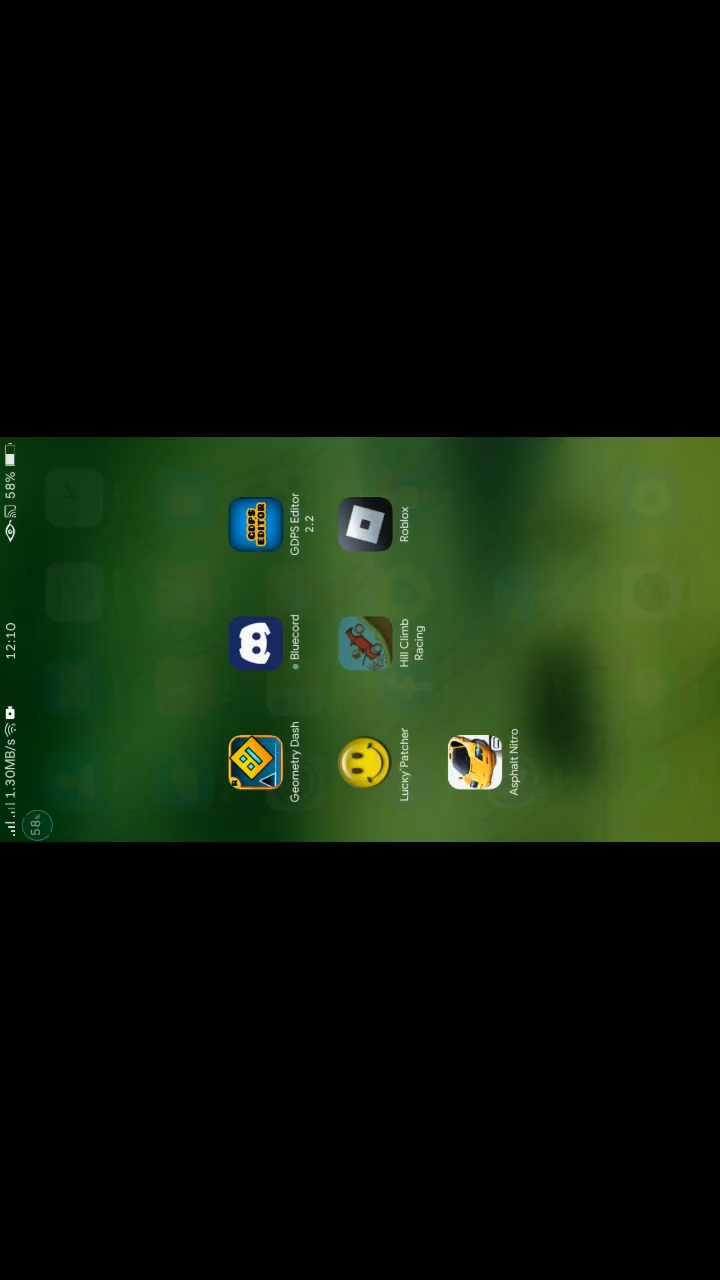 1.30MB/s 12:10 58%
58%
Geometry Dash
Bluecord
GDPS EDITOR
GDPS Editor
2.2
Lucky Patcher
Hill Climb
Racing
Roblox
Asphalt Nitro